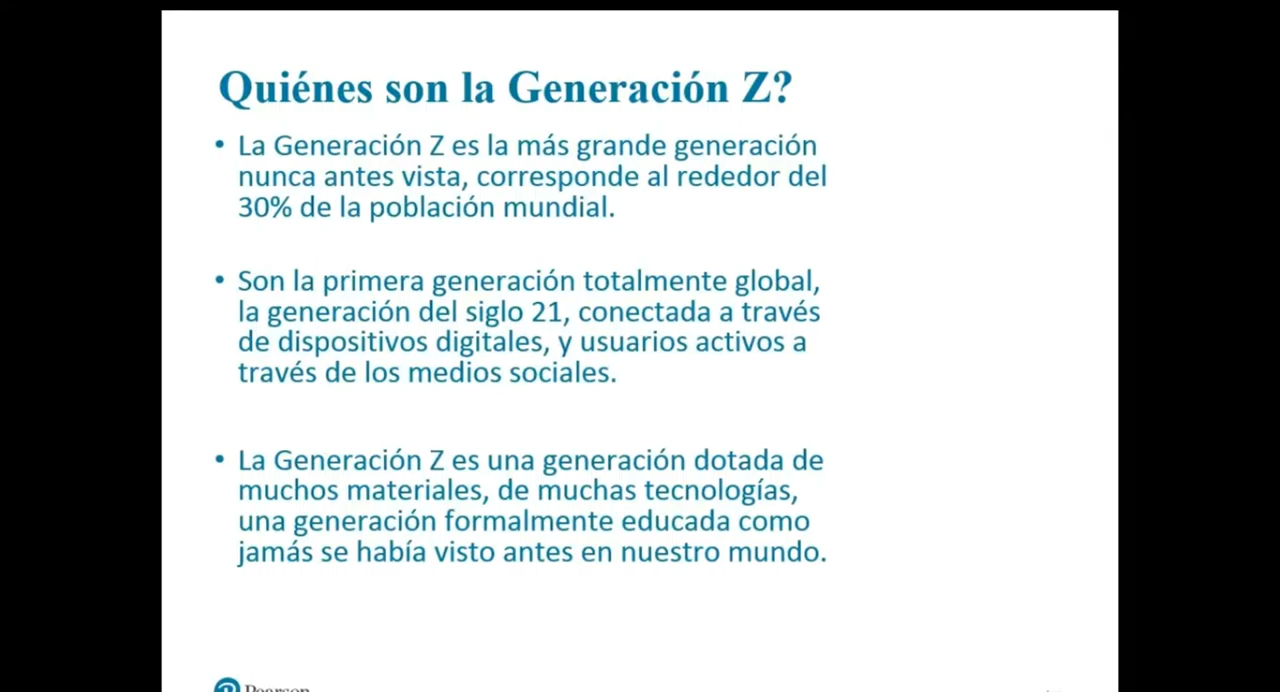 Quiénes son la Generación Z?
• La Generación Z es la más grande generación
nunca antes vista, corresponde al rededor del
30% de la población mundial.
• Son la primera generación totalmente global,
la generación del siglo 21, conectada a través
de dispositivos digitales, y usuarios activos a
través de los medios sociales.
• La Generación Z es una generación dotada de
muchos materiales, de muchas tecnologías,
una generación formalmente educada como
jamás se había visto antes en nuestro mundo.
Pearson